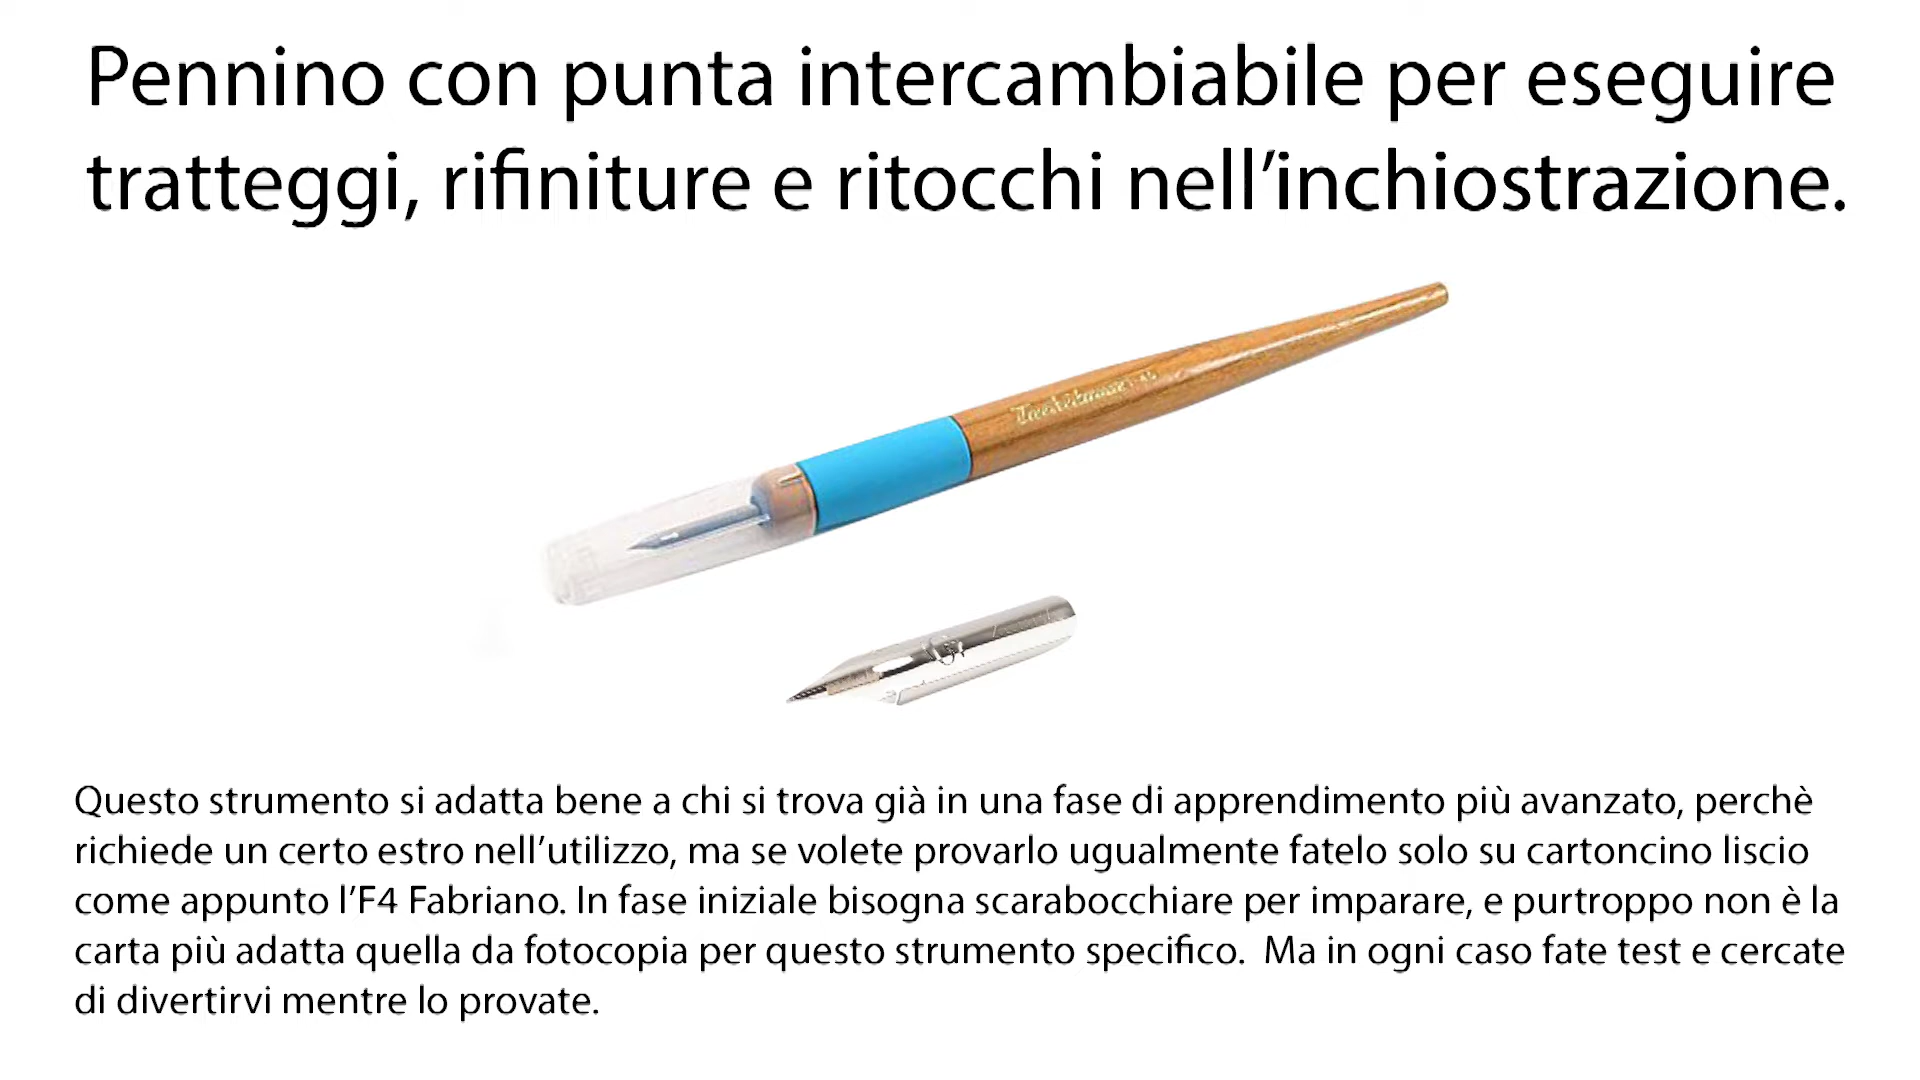 Pennino con punta intercambiabile per eseguire
tratteggi, rifiniture e ritocchi nell’inchiostrazione.
Questo strumento si adatta bene a chi si trova già in una fase di apprendimento più avanzato, perchè
richiede un certo estro nell’utilizzo, ma se volete provarlo ugualmente fatelo solo su cartoncino liscio
come appunto l’F4 Fabriano. In fase iniziale bisogna scarabocchiare per imparare, e purtroppo non è la
carta più adatta quella da fotocopia per questo strumento specifico.  Ma in ogni caso fate test e cercate
di divertirvi mentre lo provate.